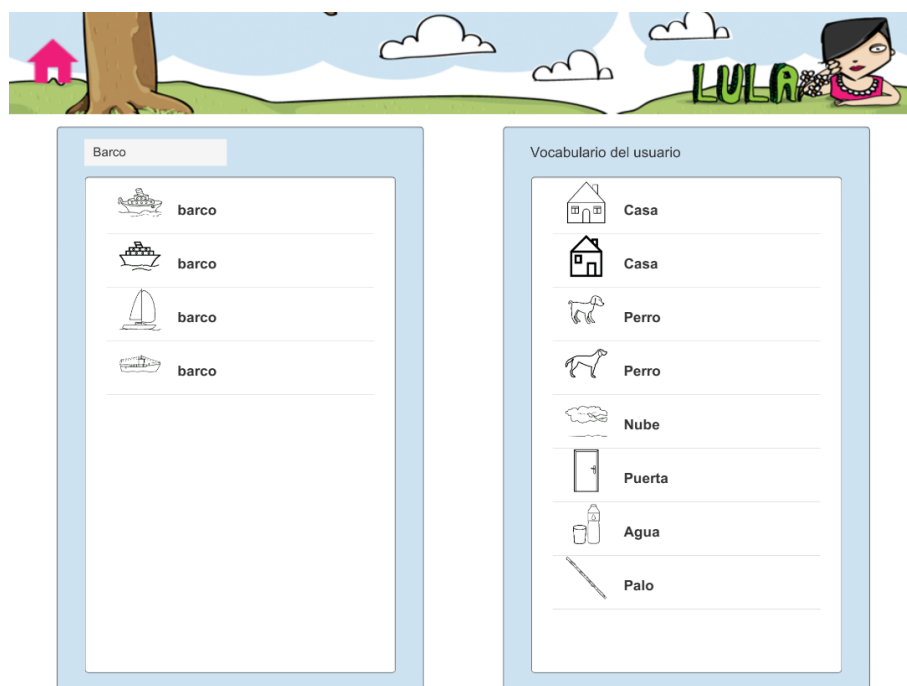 LULA
Barco
barco
barco
barco
barco
Vocabulario del usuario
Casa
Casa
Perro
Perro
Nube
Puerta
Agua
Palo